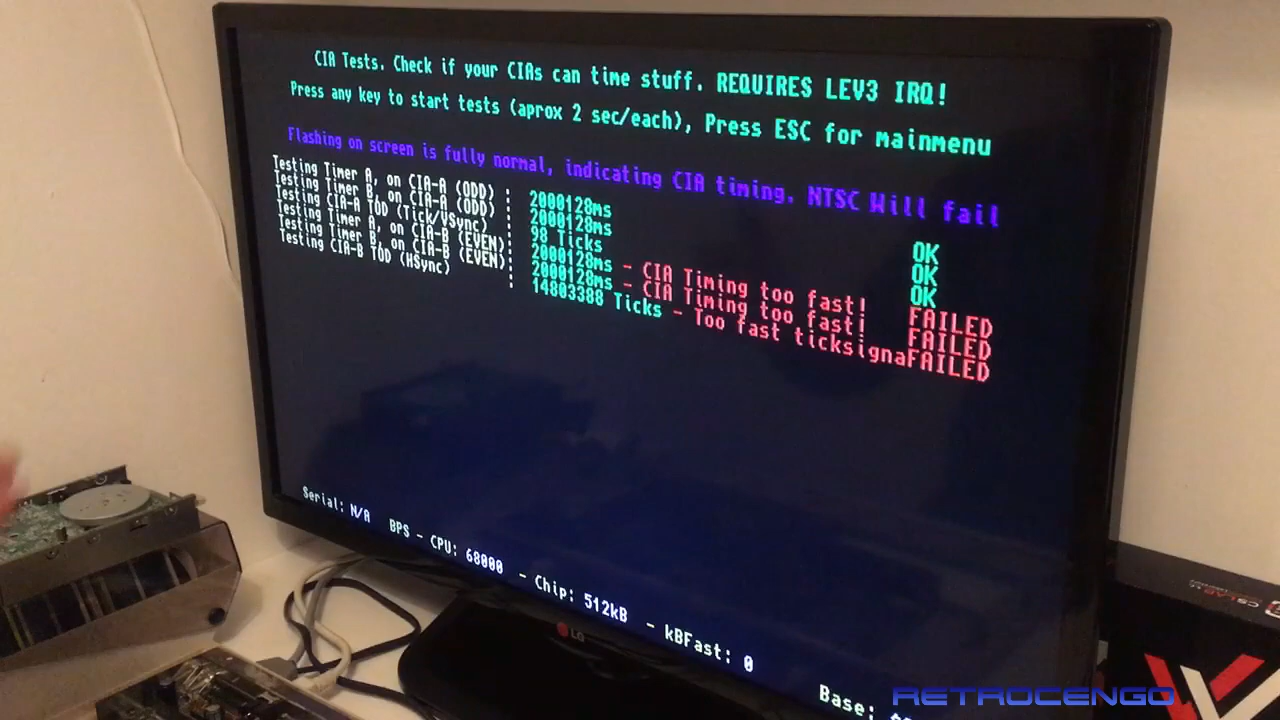 CIA Tests. Check if your CIAs can time stuff. REQUIRES LEV3 IRQ!
Press any key to start tests (aprox 2 sec/each), Press ESC for mainmenu
Flashing on screen is fully normal, indicating CIA timing. NTSC Will fail
Testing Timer A, on CIA-A (ODD) : 2000128ms OK
Testing Timer B, on CIA-A (ODD) : 2000128ms OK
Testing CIA-A TOD (Tick/VSync) : 98 Ticks OK
Testing Timer A, on CIA-B (EVEN): 2000128ms - CIA Timing too fast! FAILED
Testing Timer B, on CIA-B (EVEN): 2000128ms - CIA Timing too fast! FAILED
Testing CIA-B TOD (HSync) : 14803388 Ticks - Too fast ticksignaFAILED
Serial: N/A BPS - CPU: 68000 - Chip: 512kB - kBFast: 0 Base:
LG
RETROCENGO